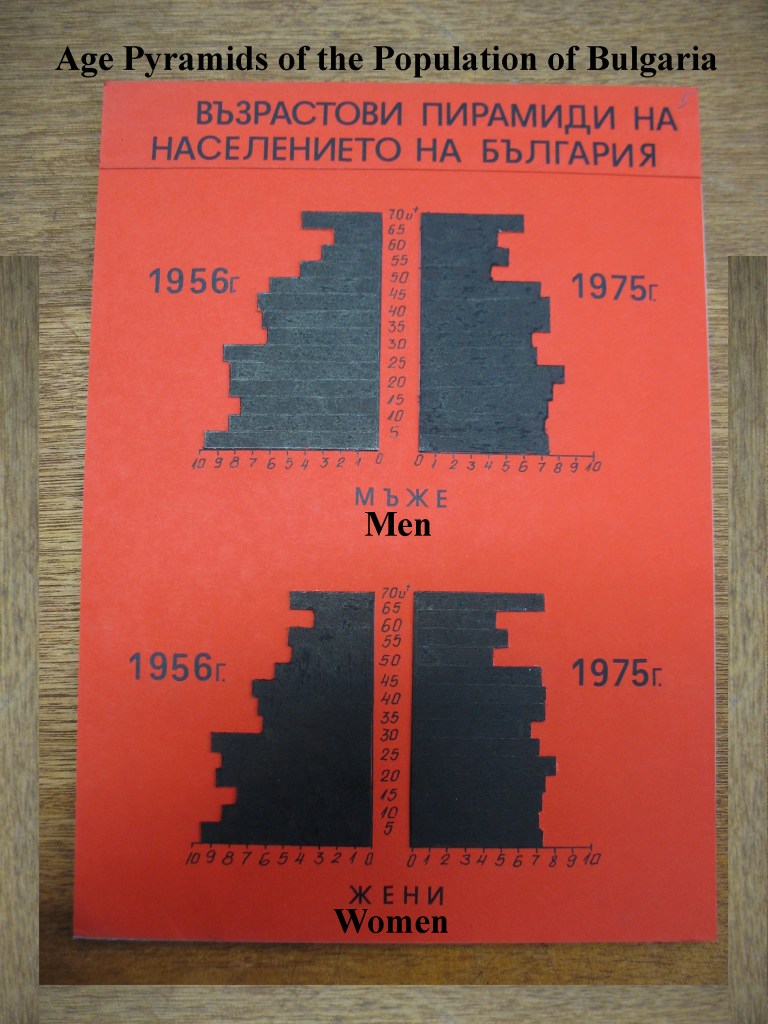 Age Pyramids of the Population of Bulgaria
ВЪЗРАСТОВИ ПИРАМИДИ НА
НАСЕЛЕНИЕТО НА БЪЛГАРИЯ
1956г.
1975г.
70и+
65
60
55
50
45
40
35
30
25
20
15
10
5
10 9 8 7 6 5 4 3 2 1 0
0 1 2 3 4 5 6 7 8 9 10
МЪЖЕ
Men
1956г.
1975г.
70и+
65
60
55
50
45
40
35
30
25
20
15
10
5
10 9 8 7 6 5 4 3 2 1 0
0 1 2 3 4 5 6 7 8 9 10
ЖЕНИ
Women